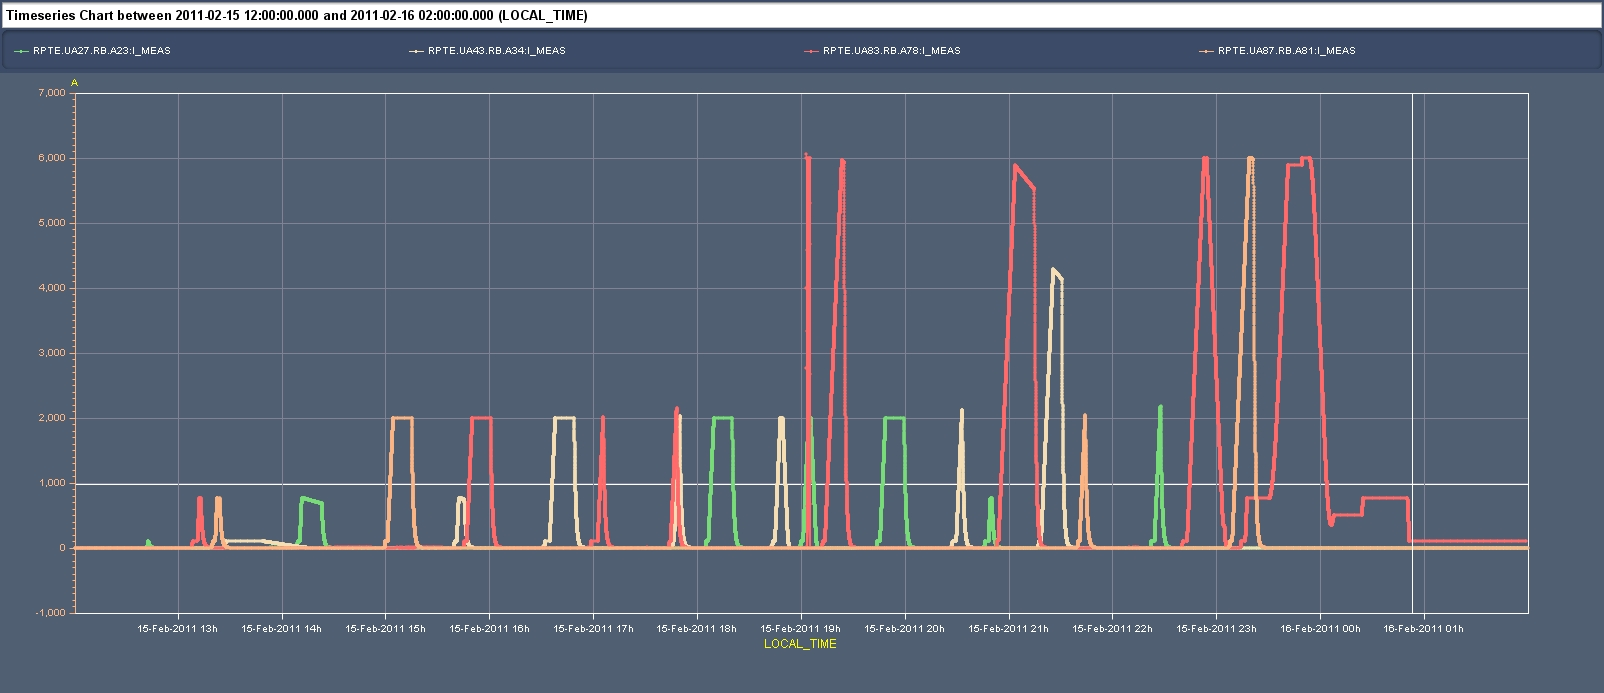 Timeseries Chart between 2011-02-15 12:00:00.000 and 2011-02-16 02:00:00.000 (LOCAL_TIME)
RPTE.UA27.RB.A23:I_MEAS RPTE.UA43.RB.A34:I_MEAS RPTE.UA83.RB.A78:I_MEAS RPTE.UA87.RB.A81:I_MEAS
A
7,000
6,000
5,000
4,000
3,000
2,000
1,000
0
-1,000
15-Feb-2011 13h 15-Feb-2011 14h 15-Feb-2011 15h 15-Feb-2011 16h 15-Feb-2011 17h 15-Feb-2011 18h 15-Feb-2011 19h 15-Feb-2011 20h 15-Feb-2011 21h 15-Feb-2011 22h 15-Feb-2011 23h 16-Feb-2011 00h 16-Feb-2011 01h
LOCAL_TIME